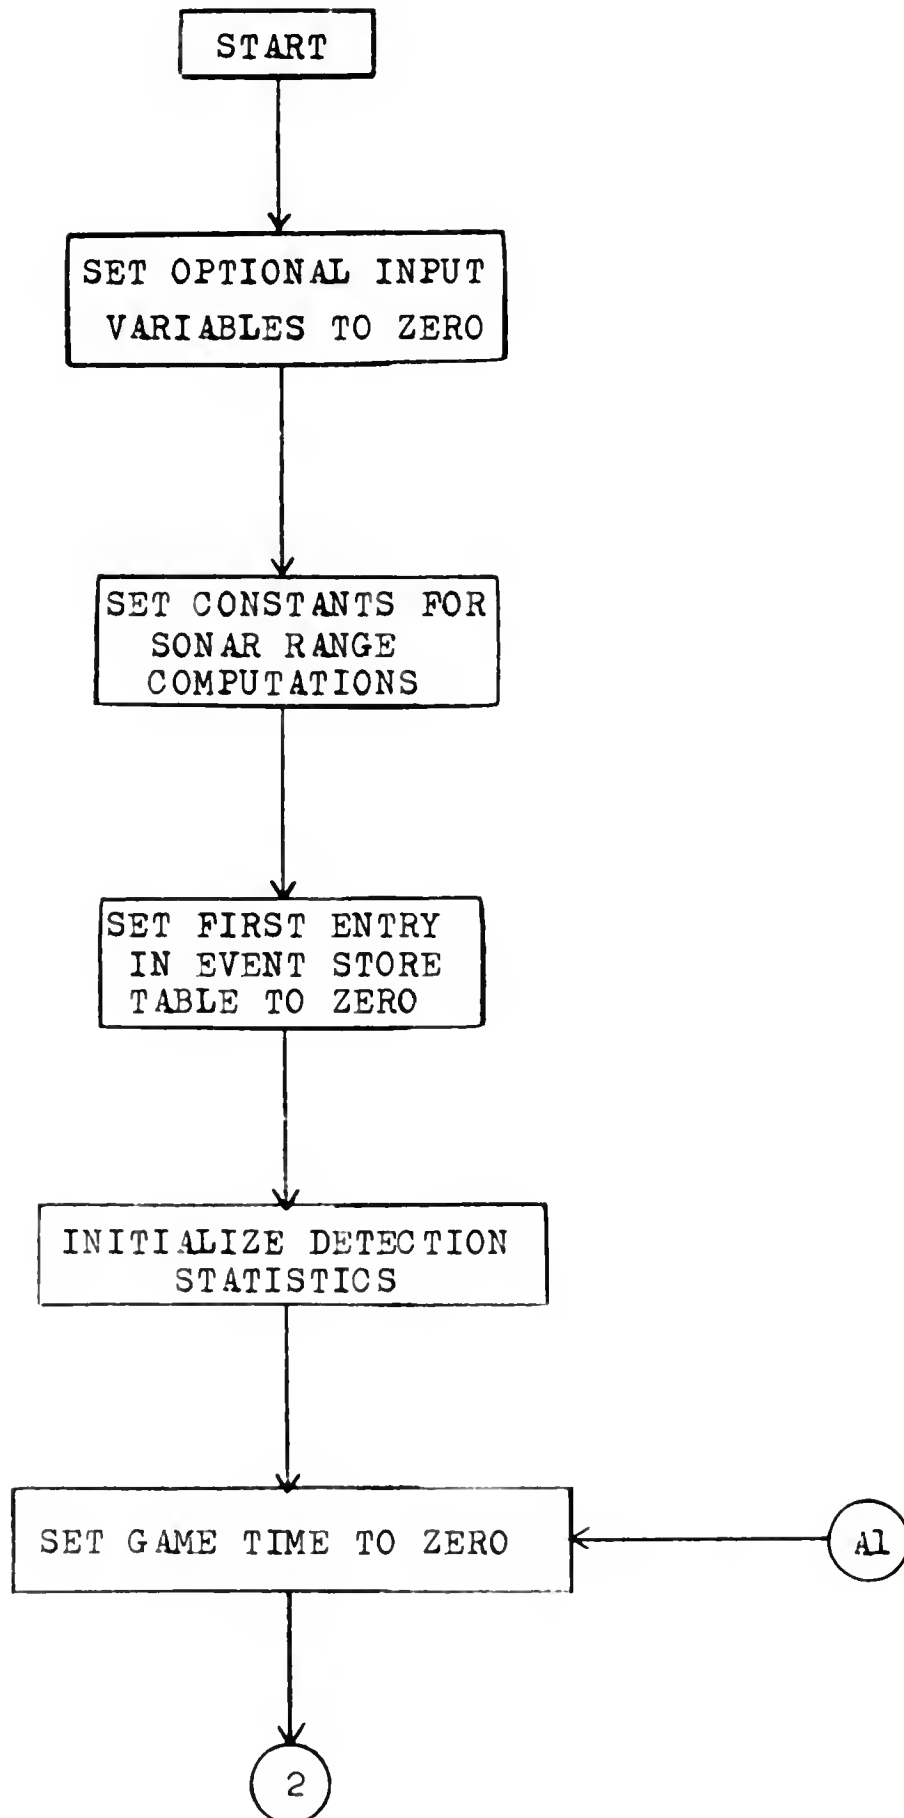 START
SET OPTIONAL INPUT
VARIABLES TO ZERO
SET CONSTANTS FOR
SONAR RANGE
COMPUTATIONS
SET FIRST ENTRY
IN EVENT STORE
TABLE TO ZERO
INITIALIZE DETECTION
STATISTICS
SET GAME TIME TO ZERO
A1
2